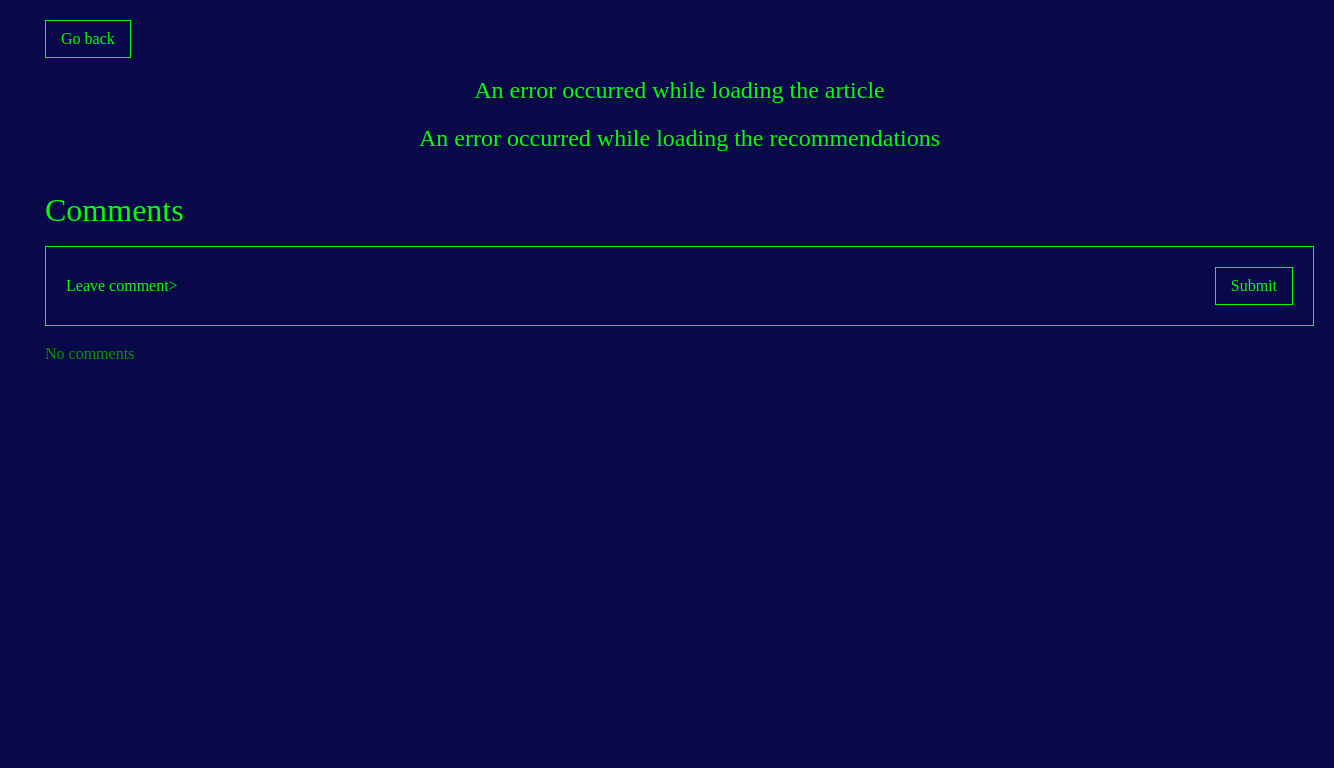 Go back
An error occurred while loading the article
An error occurred while loading the recommendations
Comments
Leave comment>
Submit
No comments